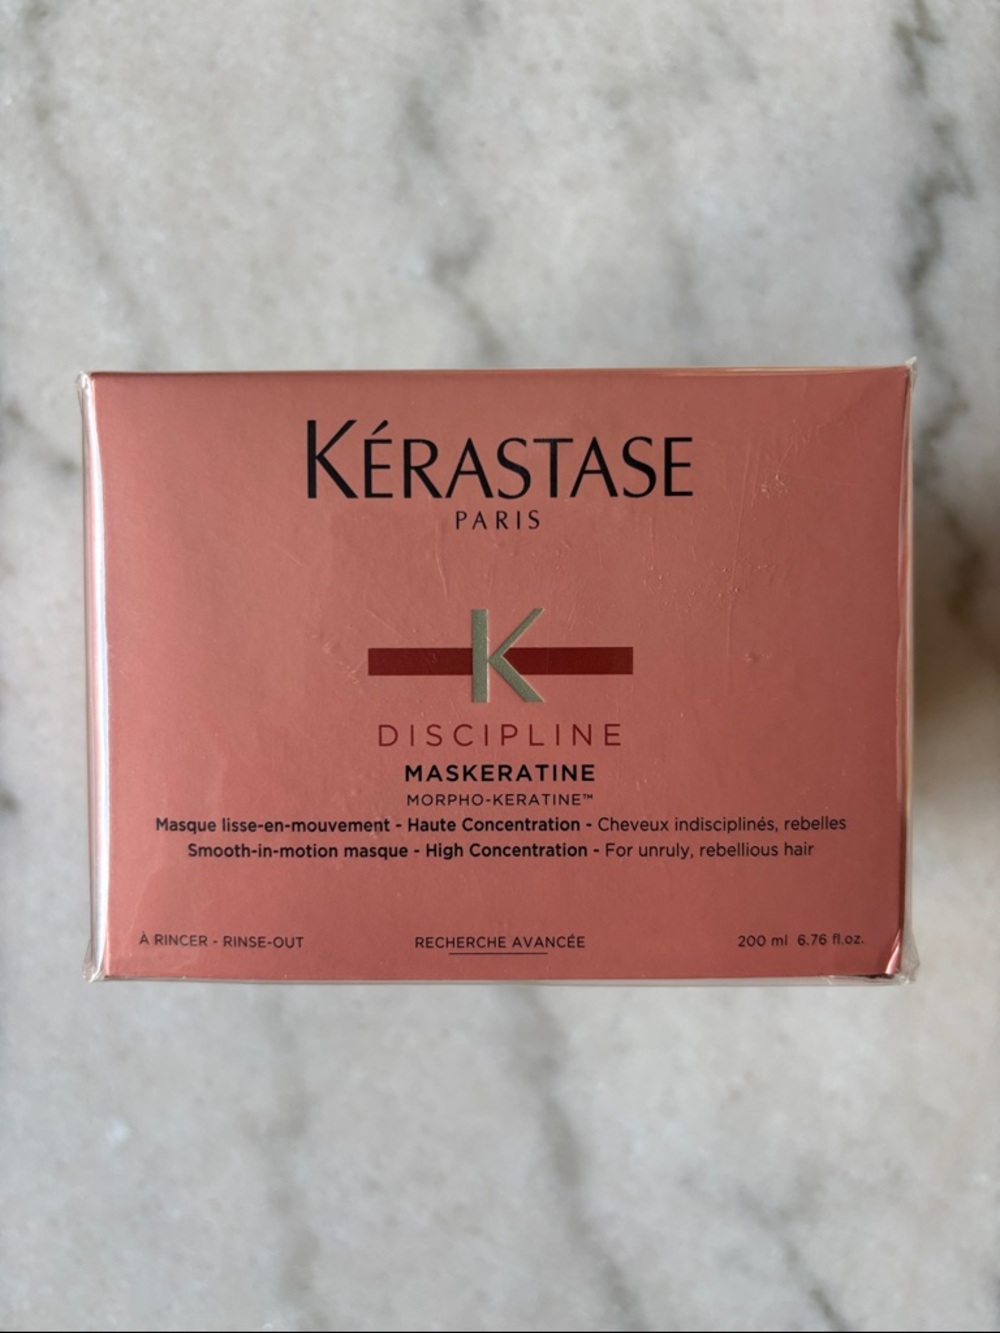 KÉRASTASE
PARIS
K
DISCIPLINE
MASKERATINE
MORPHO-KERATINE™
Masque lisse-en-mouvement - Haute Concentration - Cheveux indisciplinés, rebelles
Smooth-in-motion masque - High Concentration - For unruly, rebellious hair
À RINCER - RINSE-OUT RECHERCHE AVANCÉE 200 ml 6.76 fl.oz.